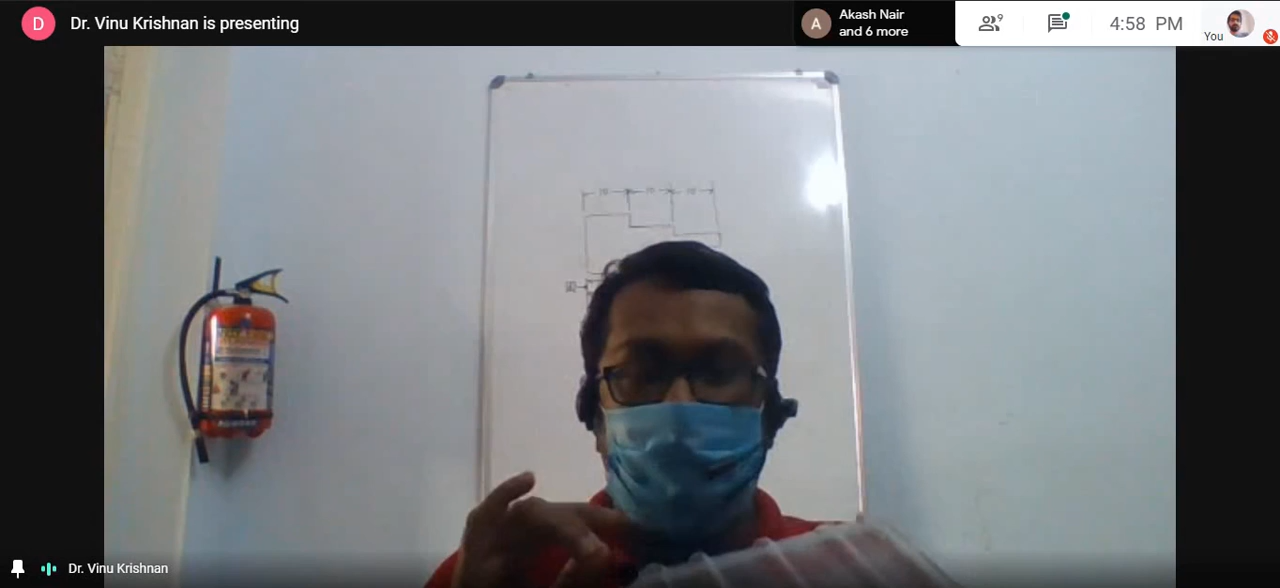 D Dr. Vinu Krishnan is presenting
A Akash Nair
and 6 more
9
4:58 PM
You
Dr. Vinu Krishnan